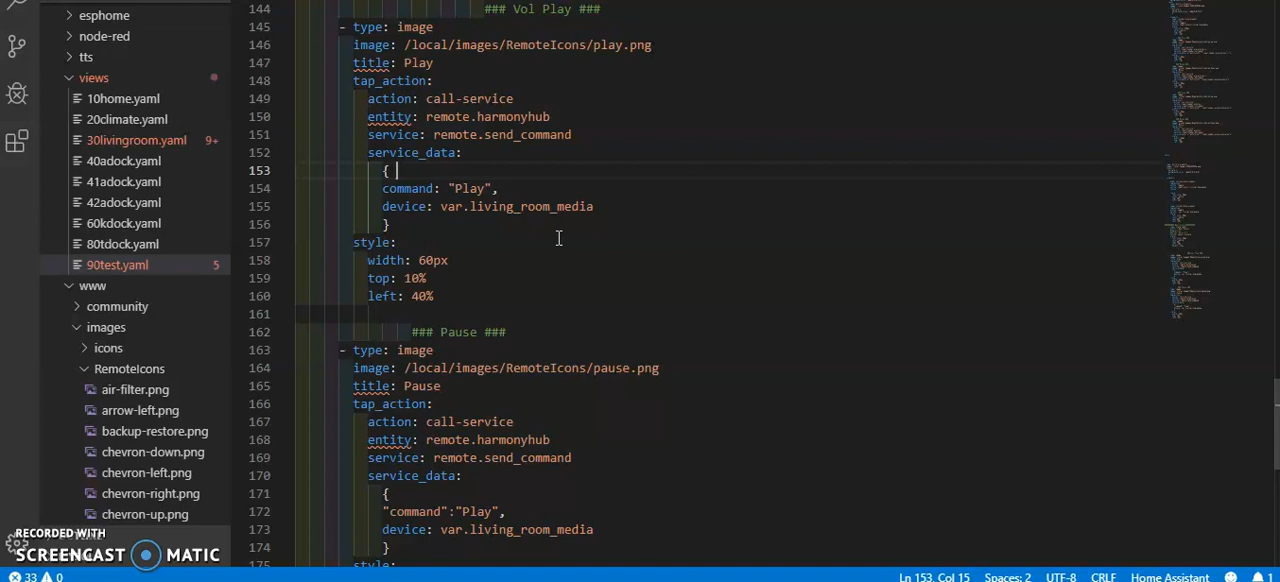 esphome
node-red
tts
views
10home.yaml
20climate.yaml
30livingroom.yaml 9+
40adock.yaml
41adock.yaml
42adock.yaml
60kdock.yaml
80tdock.yaml
90test.yaml 5
www
community
images
icons
RemoteIcons
air-filter.png
arrow-left.png
backup-restore.png
chevron-down.png
chevron-left.png
chevron-right.png
chevron-up.png
RECORDED WITH
SCREENCAST MATIC
144 ### Vol Play ###
145 - type: image
146 image: /local/images/RemoteIcons/play.png
147 title: Play
148 tap_action:
149 action: call-service
150 entity: remote.harmonyhub
151 service: remote.send_command
152 service_data:
153 {
154 command: "Play",
155 device: var.living_room_media
156 }
157 style:
158 width: 60px
159 top: 10%
160 left: 40%
161
162 ### Pause ###
163 - type: image
164 image: /local/images/RemoteIcons/pause.png
165 title: Pause
166 tap_action:
167 action: call-service
168 entity: remote.harmonyhub
169 service: remote.send_command
170 service_data:
171 {
172 "command":"Play",
173 device: var.living_room_media
174 }
175 style:
33 0 Ln 153, Col 15 Spaces: 2 UTF-8 CRLF Home Assistant 1